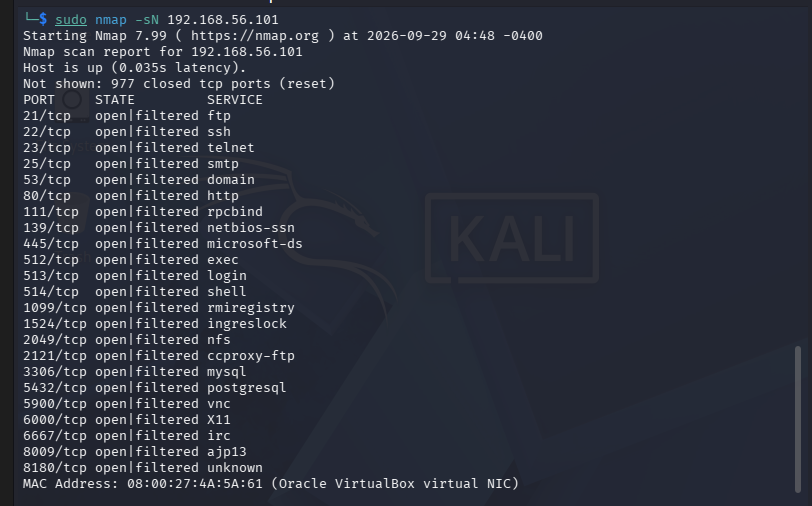 └─$ sudo nmap -sN 192.168.56.101
Starting Nmap 7.99 ( https://nmap.org ) at 2026-09-29 04:48 -0400
Nmap scan report for 192.168.56.101
Host is up (0.035s latency).
Not shown: 977 closed tcp ports (reset)
PORT     STATE         SERVICE
21/tcp   open|filtered ftp
22/tcp   open|filtered ssh
23/tcp   open|filtered telnet
25/tcp   open|filtered smtp
53/tcp   open|filtered domain
80/tcp   open|filtered http
111/tcp  open|filtered rpcbind
139/tcp  open|filtered netbios-ssn
445/tcp  open|filtered microsoft-ds
512/tcp  open|filtered exec
513/tcp  open|filtered login
514/tcp  open|filtered shell
1099/tcp open|filtered rmiregistry
1524/tcp open|filtered ingreslock
2049/tcp open|filtered nfs
2121/tcp open|filtered ccproxy-ftp
3306/tcp open|filtered mysql
5432/tcp open|filtered postgresql
5900/tcp open|filtered vnc
6000/tcp open|filtered X11
6667/tcp open|filtered irc
8009/tcp open|filtered ajp13
8180/tcp open|filtered unknown
MAC Address: 08:00:27:4A:5A:61 (Oracle VirtualBox virtual NIC)
KALI